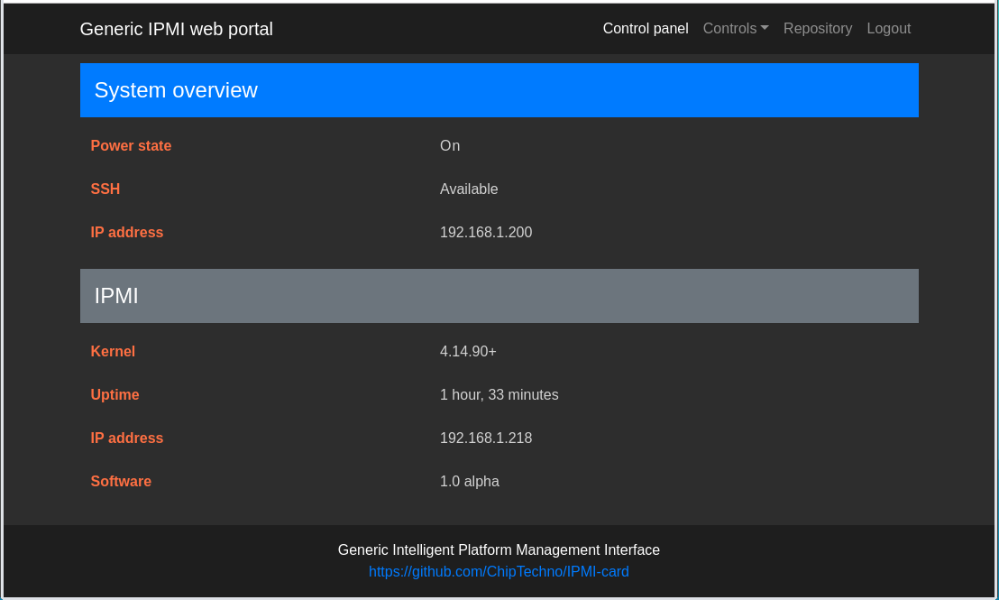 Generic IPMI web portal
Control panel Controls Repository Logout
System overview
Power state On
SSH Available
IP address 192.168.1.200
IPMI
Kernel 4.14.90+
Uptime 1 hour, 33 minutes
IP address 192.168.1.218
Software 1.0 alpha
Generic Intelligent Platform Management Interface
https://github.com/ChipTechno/IPMI-card